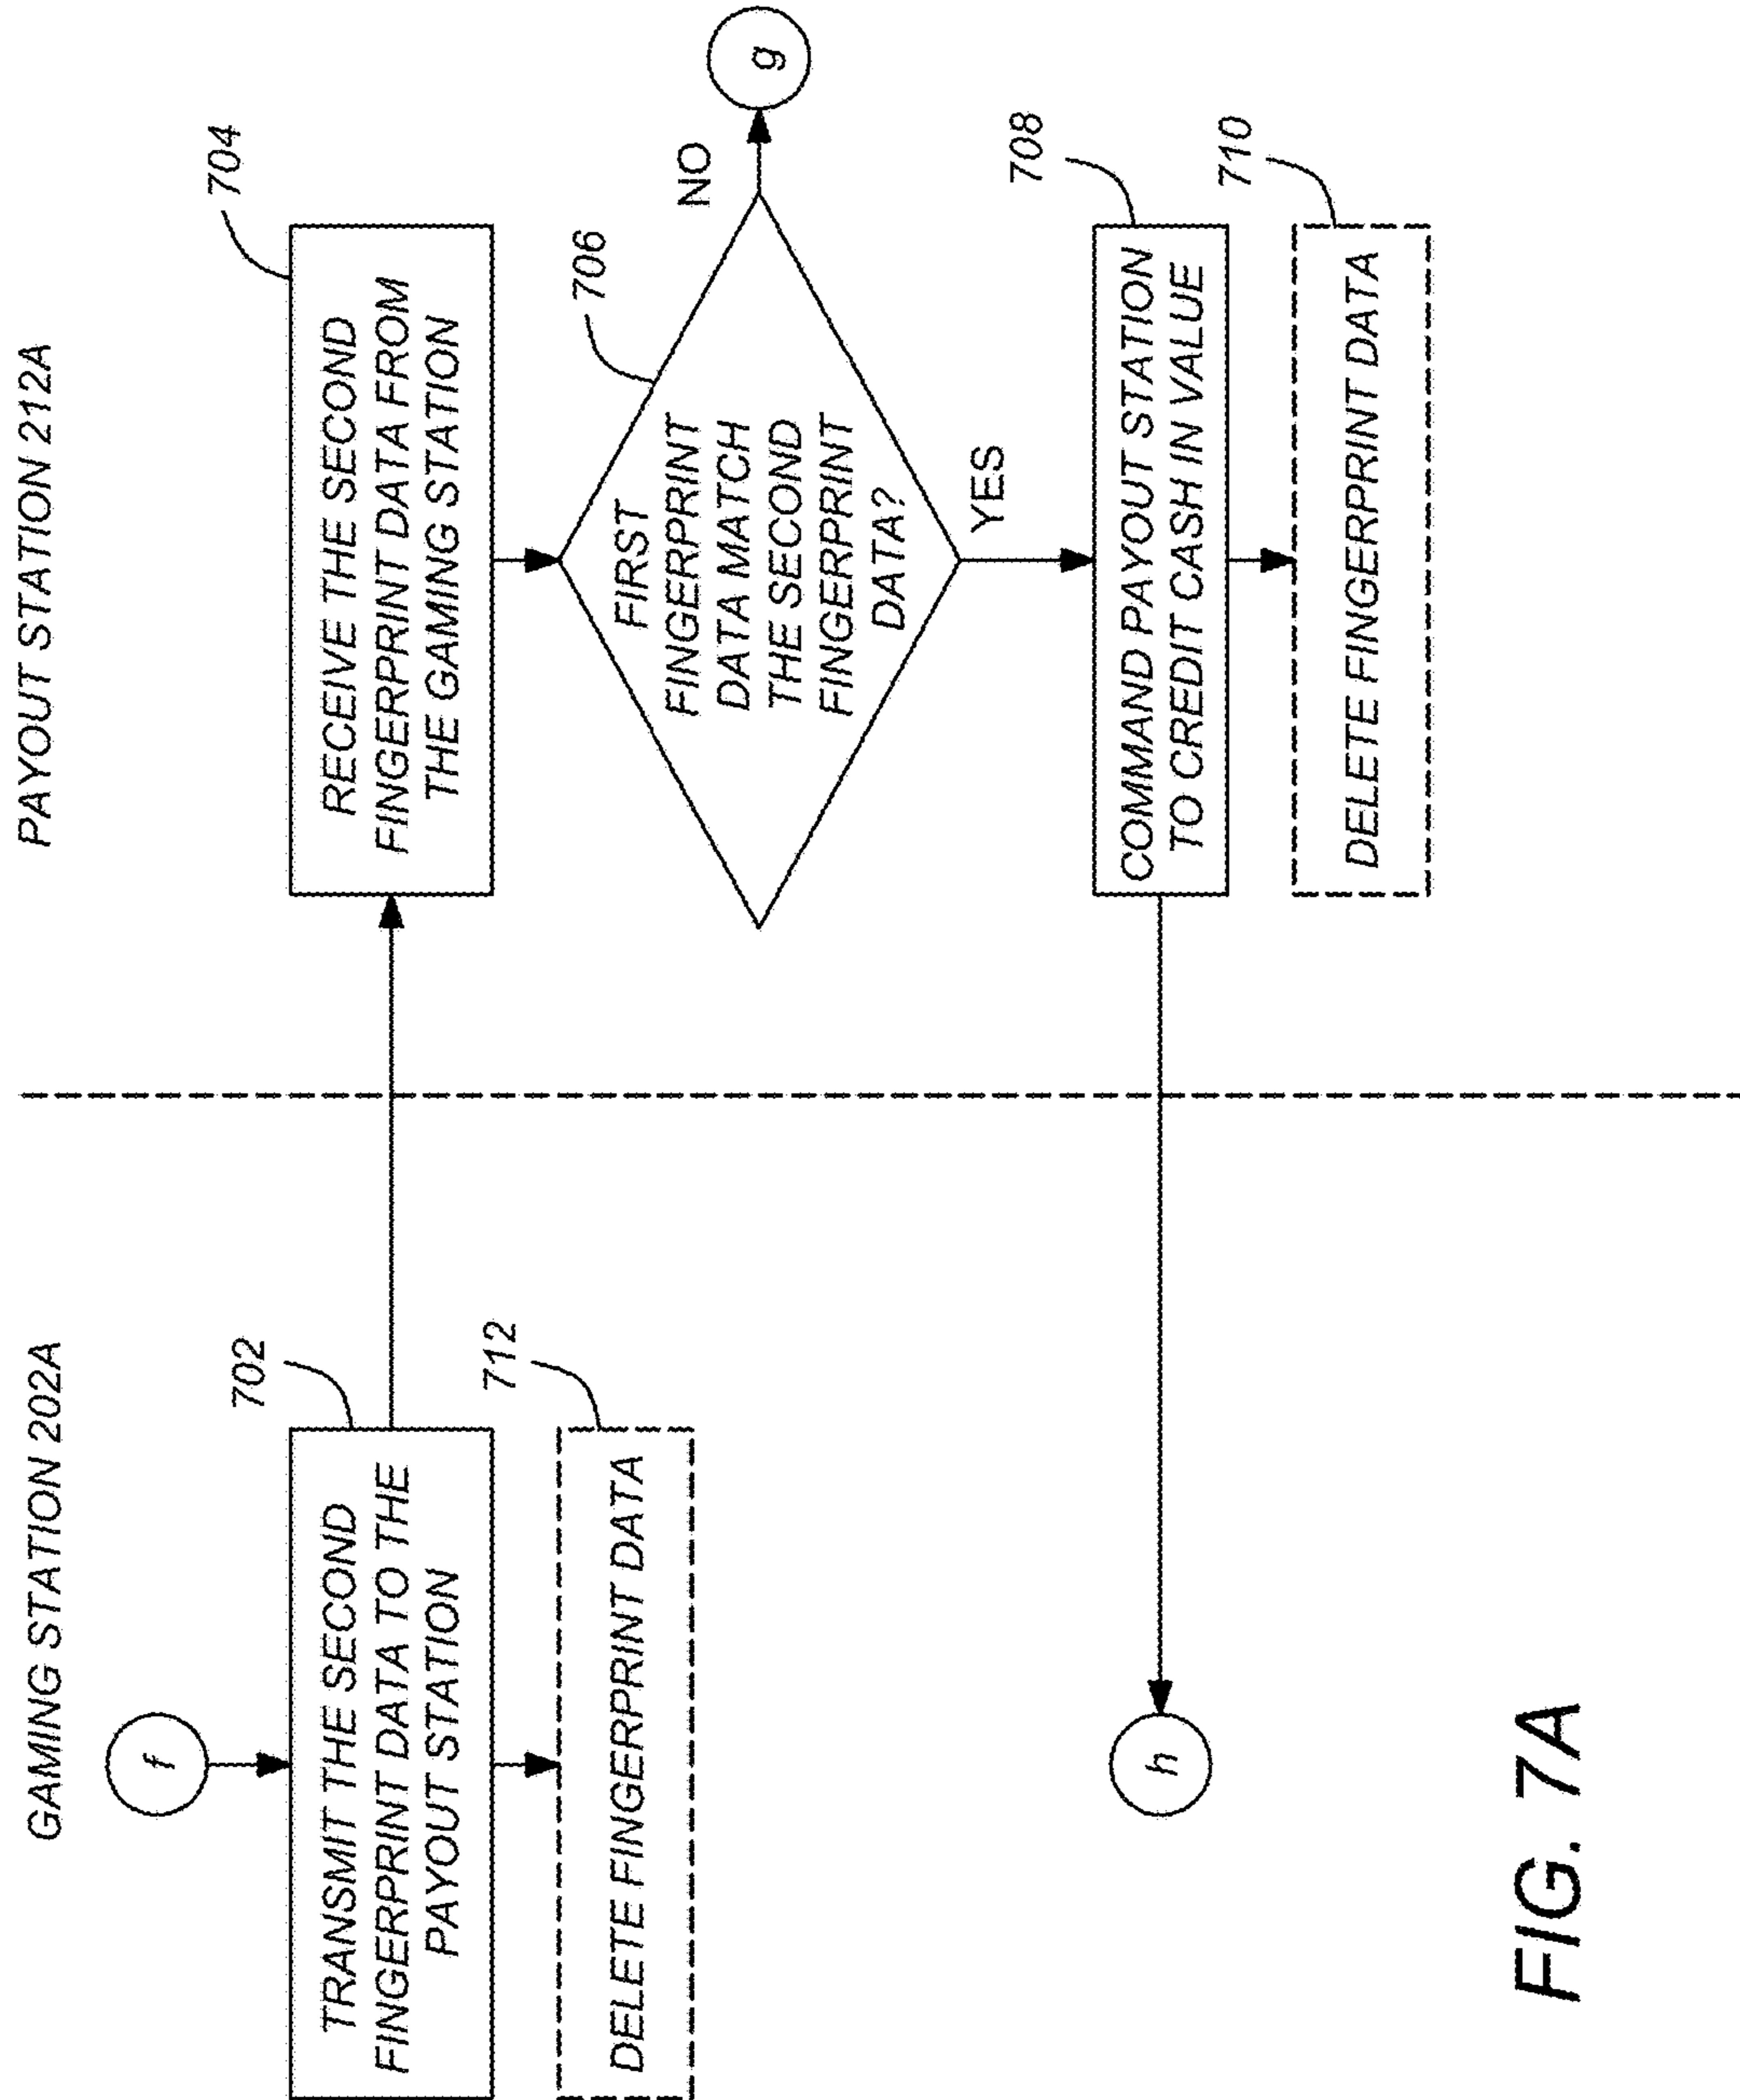 GAMING STATION 202A
f
702
TRANSMIT THE SECOND
FINGERPRINT DATA TO THE
PAYOUT STATION
712
DELETE FINGERPRINT DATA
h
PAYOUT STATION 212A
704
RECEIVE THE SECOND
FINGERPRINT DATA FROM
THE GAMING STATION
706
FIRST
FINGERPRINT
DATA MATCH
THE SECOND
FINGERPRINT
DATA?
NO
g
YES
708
COMMAND PAYOUT STATION
TO CREDIT CASH IN VALUE
710
DELETE FINGERPRINT DATA
FIG. 7A